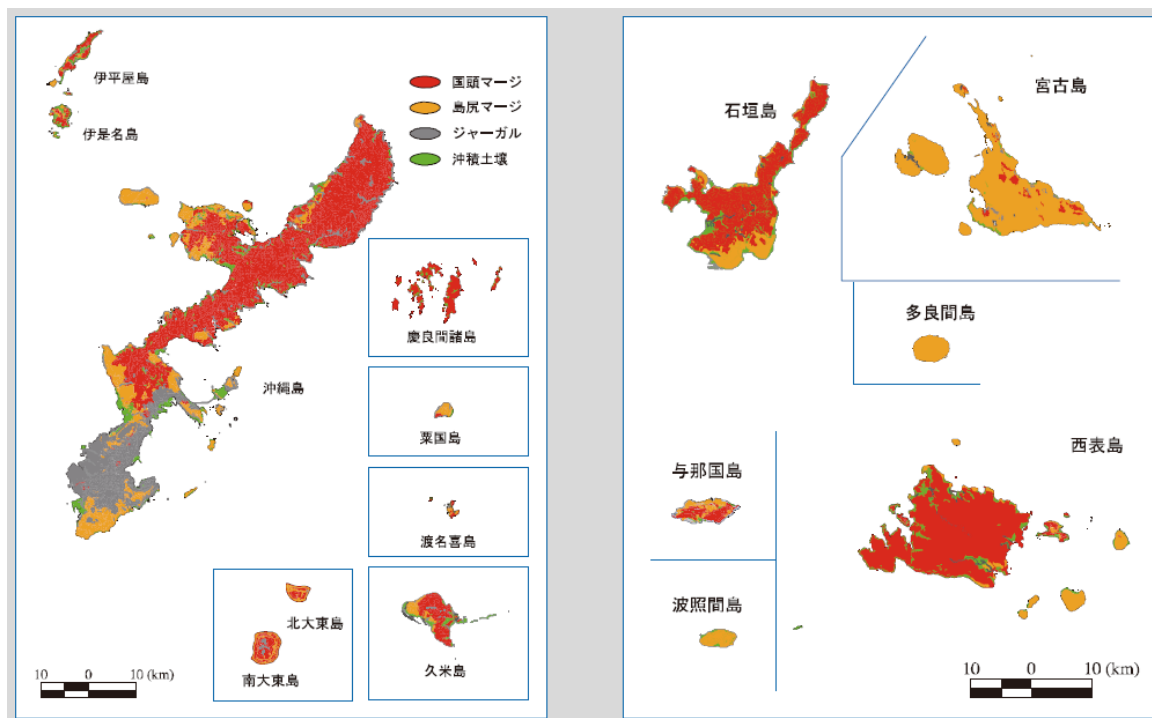 伊平屋島
伊是名島
国頭マージ
島尻マージ
ジャーガル
沖積土壌
慶良間諸島
沖縄島
粟国島
渡名喜島
北大東島
南大東島
久米島
10 0 10 (km)
石垣島
宮古島
多良間島
西表島
与那国島
波照間島
10 0 10 (km)